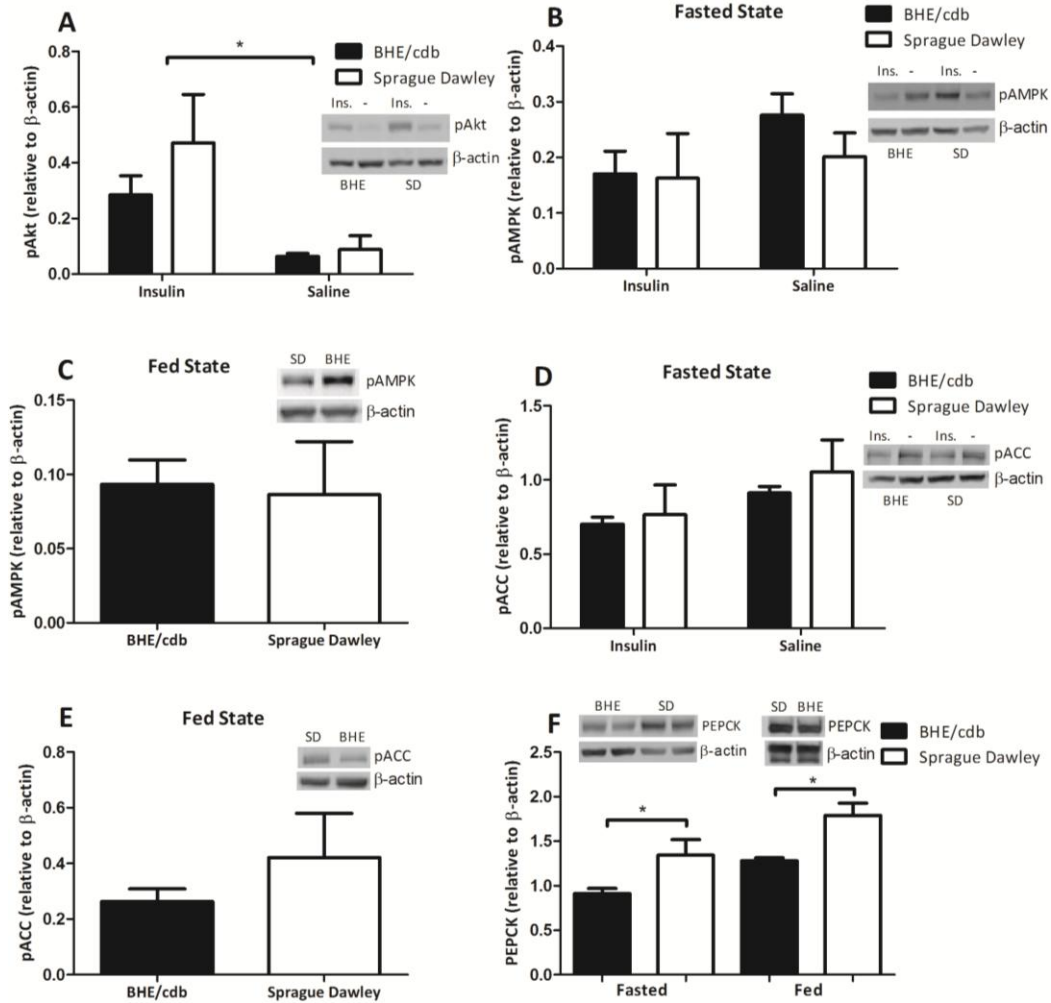 A
pAkt (relative to β-actin)
0.8
0.6
0.4
0.2
0.0
*
BHE/cdb
Sprague Dawley
Ins. - Ins. -
pAkt
β-actin
BHE SD
Insulin Saline
B
Fasted State
pAMPK (relative to β-actin)
0.4
0.3
0.2
0.1
0.0
BHE/cdb
Sprague Dawley
Ins. - Ins. -
pAMPK
β-actin
BHE SD
Insulin Saline
C
Fed State
pAMPK (relative to β-actin)
0.15
0.10
0.05
0.00
SD BHE
pAMPK
β-actin
BHE/cdb Sprague Dawley
D
Fasted State
pACC (relative to β-actin)
1.5
1.0
0.5
0.0
BHE/cdb
Sprague Dawley
Ins. - Ins. -
pACC
β-actin
BHE SD
Insulin Saline
E
Fed State
pACC (relative to β-actin)
0.8
0.6
0.4
0.2
0.0
SD BHE
pACC
β-actin
BHE/cdb Sprague Dawley
F
PEPCK (relative to β-actin)
2.5
2.0
1.5
1.0
0.5
0.0
BHE SD
PEPCK
β-actin
SD BHE
PEPCK
β-actin
BHE/cdb
Sprague Dawley
*
*
Fasted Fed